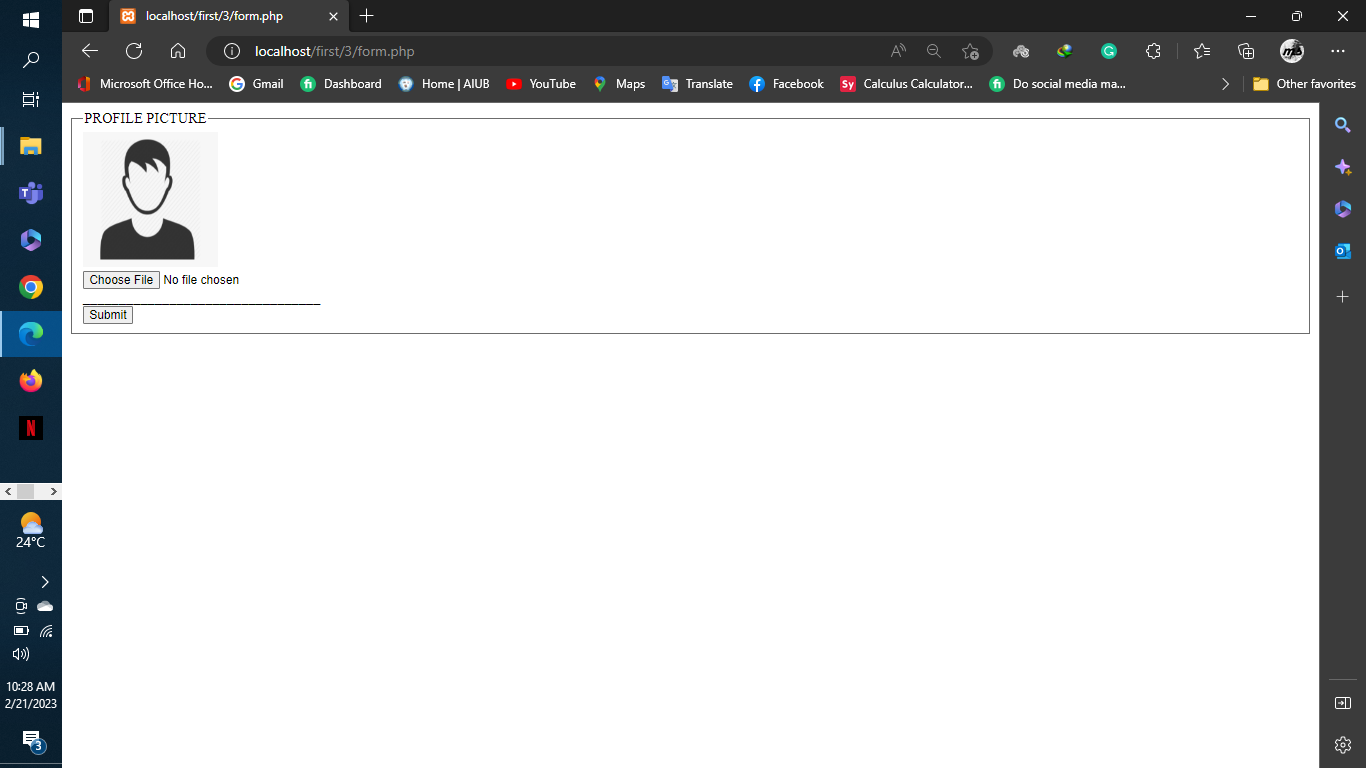 localhost/first/3/form.php
localhost/first/3/form.php
Microsoft Office Ho... Gmail Dashboard Home | AIUB YouTube Maps Translate Facebook Sy Calculus Calculator... Do social media ma... Other favorites
PROFILE PICTURE
Choose File No file chosen
_________________________________
Submit
24°C
10:28 AM
2/21/2023
3